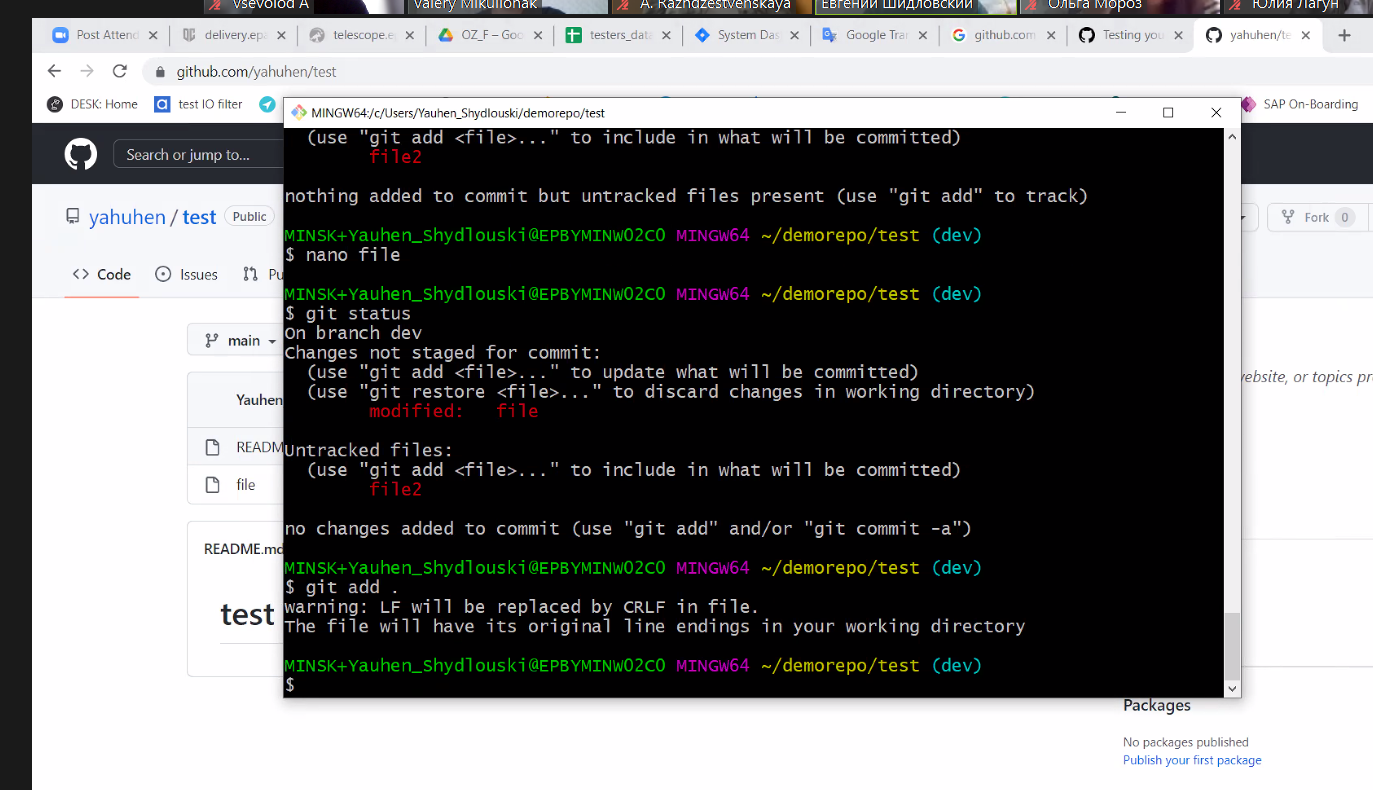 Vsevolod A
Valery Mikulionak
A. Razhdzestvenskaya
Евгений Шидловский
Ольга Мороз
Юлия Лагун
Post Attend
delivery.epa
telescope.e
OZ_F – Goo
testers_data
System Das
Google Tran
github.com
Testing you
yahuhen/te
github.com/yahuhen/test
DESK: Home
test IO filter
SAP On-Boarding
MINGW64:/c/Users/Yauhen_Shydlouski/demorepo/test
Search or jump to...
yahuhen / test
Public
Fork 0
<> Code
Issues
Pu
main
Yauhen
READM
file
README.md
test
(use "git add <file>..." to include in what will be committed)
file2
nothing added to commit but untracked files present (use "git add" to track)
MINSK+Yauhen_Shydlouski@EPBYMINW02C0 MINGW64 ~/demorepo/test (dev)
$ nano file
MINSK+Yauhen_Shydlouski@EPBYMINW02C0 MINGW64 ~/demorepo/test (dev)
$ git status
On branch dev
Changes not staged for commit:
(use "git add <file>..." to update what will be committed)
(use "git restore <file>..." to discard changes in working directory)
modified: file
Untracked files:
(use "git add <file>..." to include in what will be committed)
file2
no changes added to commit (use "git add" and/or "git commit -a")
MINSK+Yauhen_Shydlouski@EPBYMINW02C0 MINGW64 ~/demorepo/test (dev)
$ git add .
warning: LF will be replaced by CRLF in file.
The file will have its original line endings in your working directory
MINSK+Yauhen_Shydlouski@EPBYMINW02C0 MINGW64 ~/demorepo/test (dev)
$
website, or topics pr
Packages
No packages published
Publish your first package